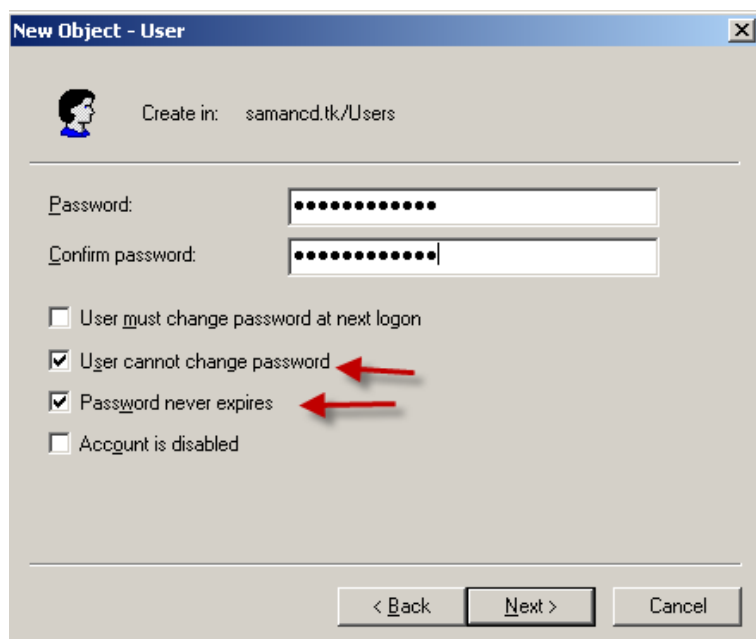 New Object - User
Create in: samancd.tk/Users
Password: ●●●●●●●●●●●●
Confirm password: ●●●●●●●●●●●●
User must change password at next logon
User cannot change password
Password never expires
Account is disabled
< Back Next > Cancel